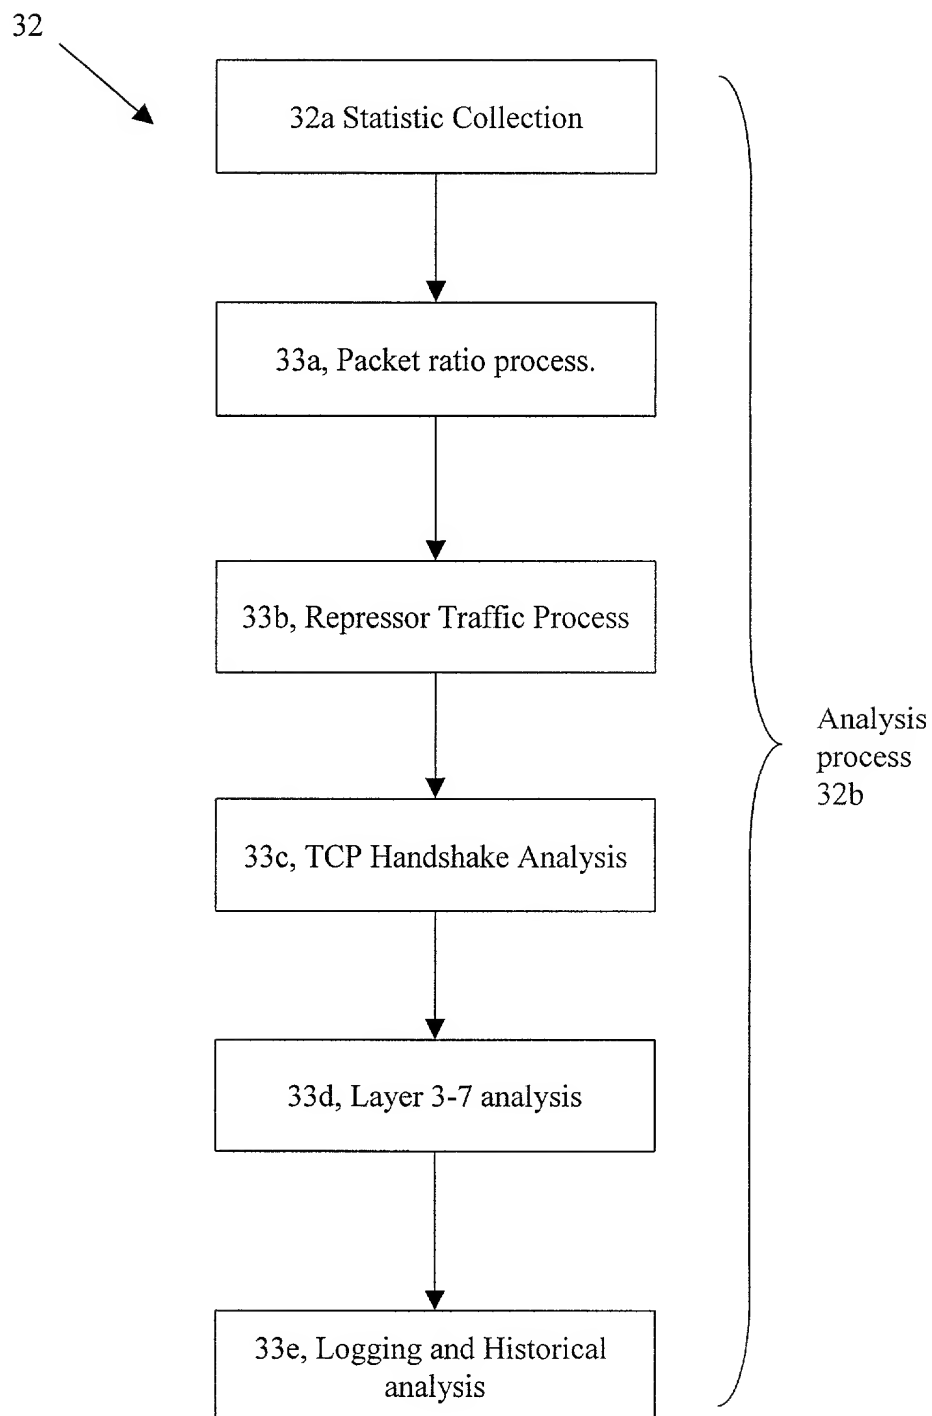 32
32a Statistic Collection
33a, Packet ratio process.
33b, Repressor Traffic Process
33c, TCP Handshake Analysis
33d, Layer 3-7 analysis
33e, Logging and Historical
analysis
Analysis
process
32b